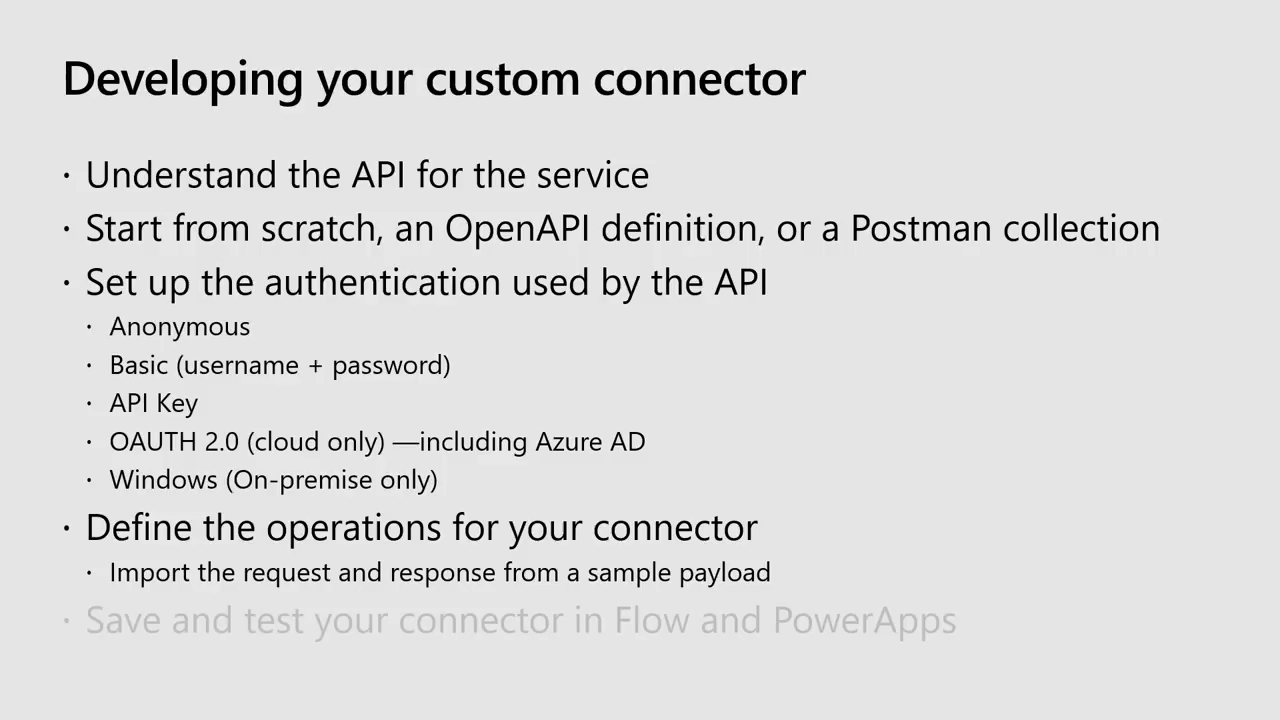 Developing your custom connector
· Understand the API for the service
· Start from scratch, an OpenAPI definition, or a Postman collection
· Set up the authentication used by the API
· Anonymous
· Basic (username + password)
· API Key
· OAUTH 2.0 (cloud only) —including Azure AD
· Windows (On-premise only)
· Define the operations for your connector
· Import the request and response from a sample payload
· Save and test your connector in Flow and PowerApps